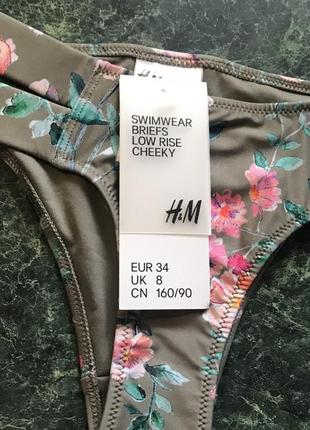 H&M
SWIMWEAR
BRIEFS
LOW RISE
CHEEKY
H&M
EUR 34
UK 8
CN 160/90